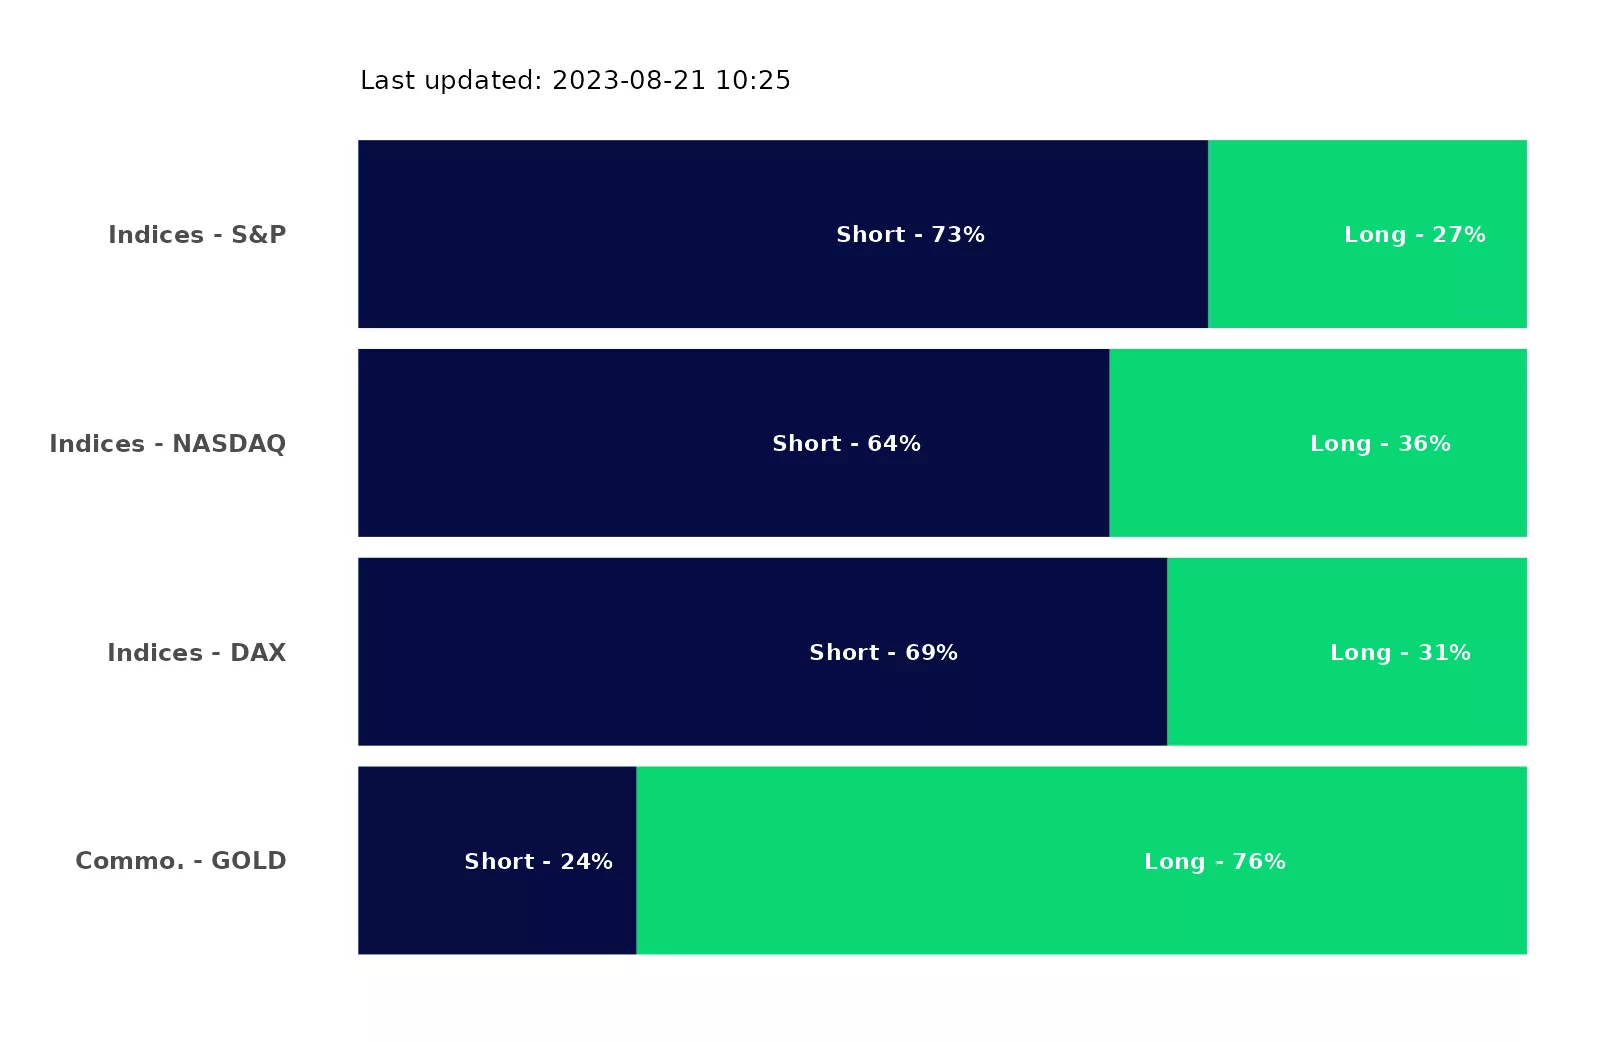 Last updated: 2023-08-21 10:25
Indices - S&P Short - 73% Long - 27%
Indices - NASDAQ Short - 64% Long - 36%
Indices - DAX Short - 69% Long - 31%
Commo. - GOLD Short - 24% Long - 76%